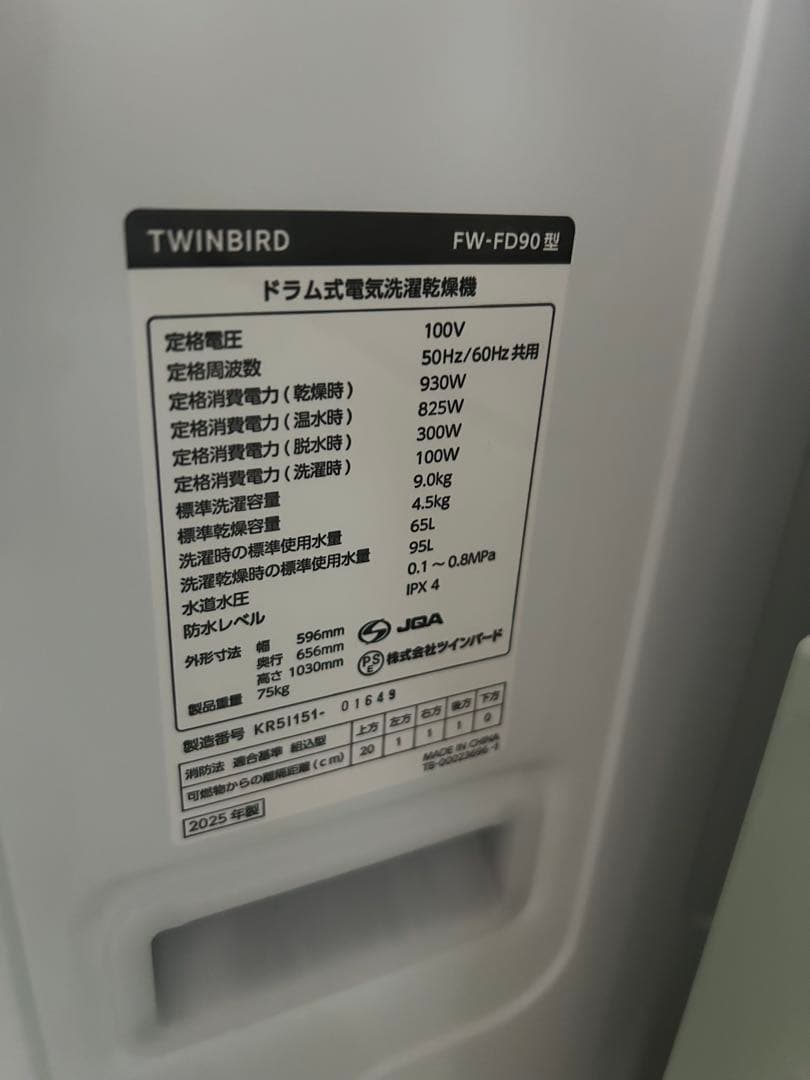 TWINBIRD FW-FD90型
ドラム式電気洗濯乾燥機
定格電圧 100V
定格周波数 50Hz/60Hz共用
定格消費電力(乾燥時) 930W
定格消費電力(温水時) 825W
定格消費電力(脱水時) 300W
定格消費電力(洗濯時) 100W
標準洗濯容量 9.0kg
標準乾燥容量 4.5kg
洗濯時の標準使用水量 65L
洗濯乾燥時の標準使用水量 95L
水道水圧 0.1～0.8MPa
防水レベル IPX4
外形寸法 幅 596mm
奥行 656mm
高さ 1030mm
製品重量 75kg
JQA
PSE 株式会社ツインバード
製造番号 KR5I151- 01649
消防法 適合基準 組込型 上方 左方 右方 後方 下方
可燃物からの離隔距離(cm) 20 1 1 1 0
MADE IN CHINA
2025年製